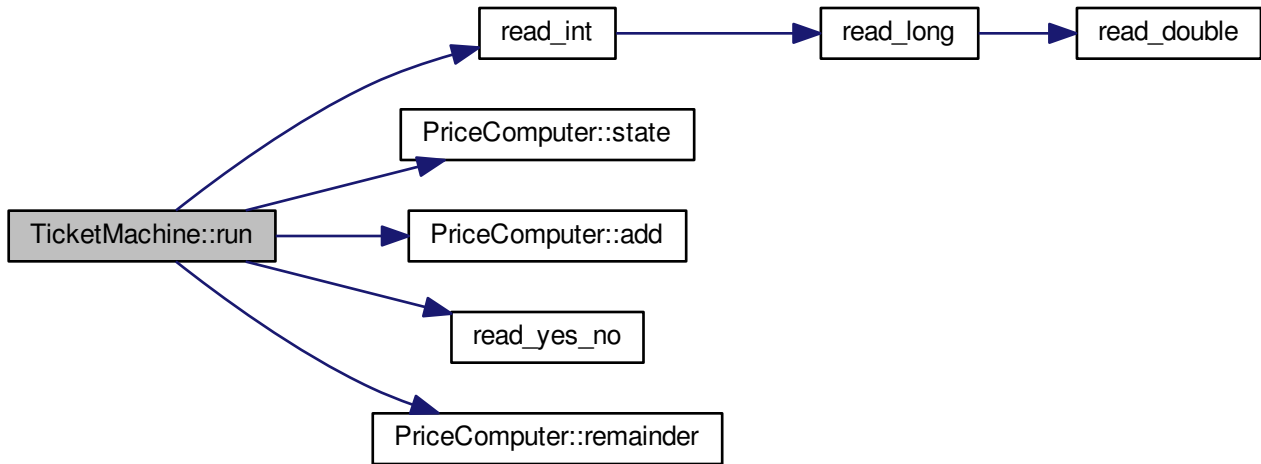 read_int
read_long
read_double
PriceComputer::state
TicketMachine::run
PriceComputer::add
read_yes_no
PriceComputer::remainder